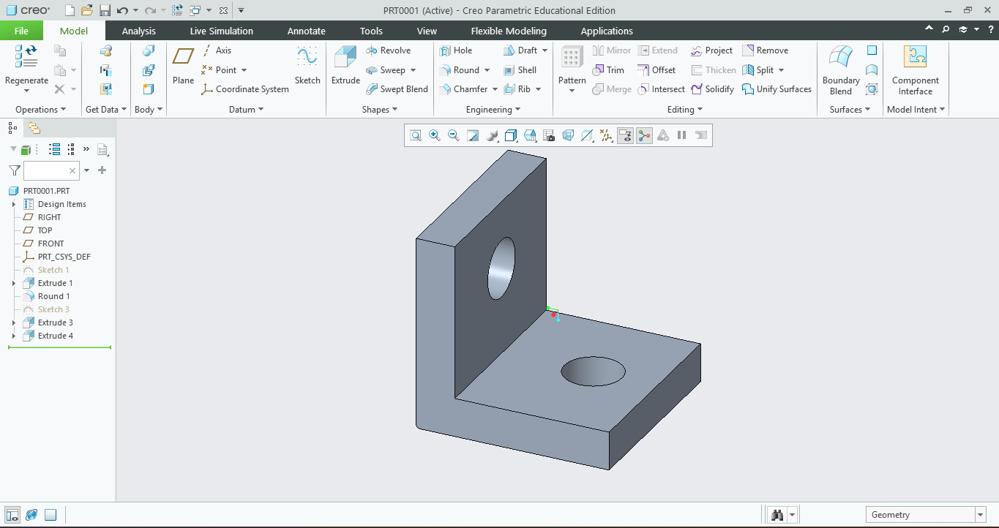 creo
PRT0001 (Active) - Creo Parametric Educational Edition
File Model Analysis Live Simulation Annotate Tools View Flexible Modeling Applications
Regenerate
Operations
Get Data
Body
Plane
Axis
Point
Coordinate System
Sketch
Datum
Extrude
Revolve
Sweep
Swept Blend
Shapes
Hole
Round
Chamfer
Draft
Shell
Rib
Engineering
Pattern
Mirror
Trim
Merge
Extend
Offset
Intersect
Project
Thicken
Solidify
Remove
Split
Unify Surfaces
Editing
Boundary
Blend
Surfaces
Component
Interface
Model Intent
PRT0001.PRT
Design Items
RIGHT
TOP
FRONT
PRT_CSYS_DEF
Sketch 1
Extrude 1
Round 1
Sketch 3
Extrude 3
Extrude 4
Geometry